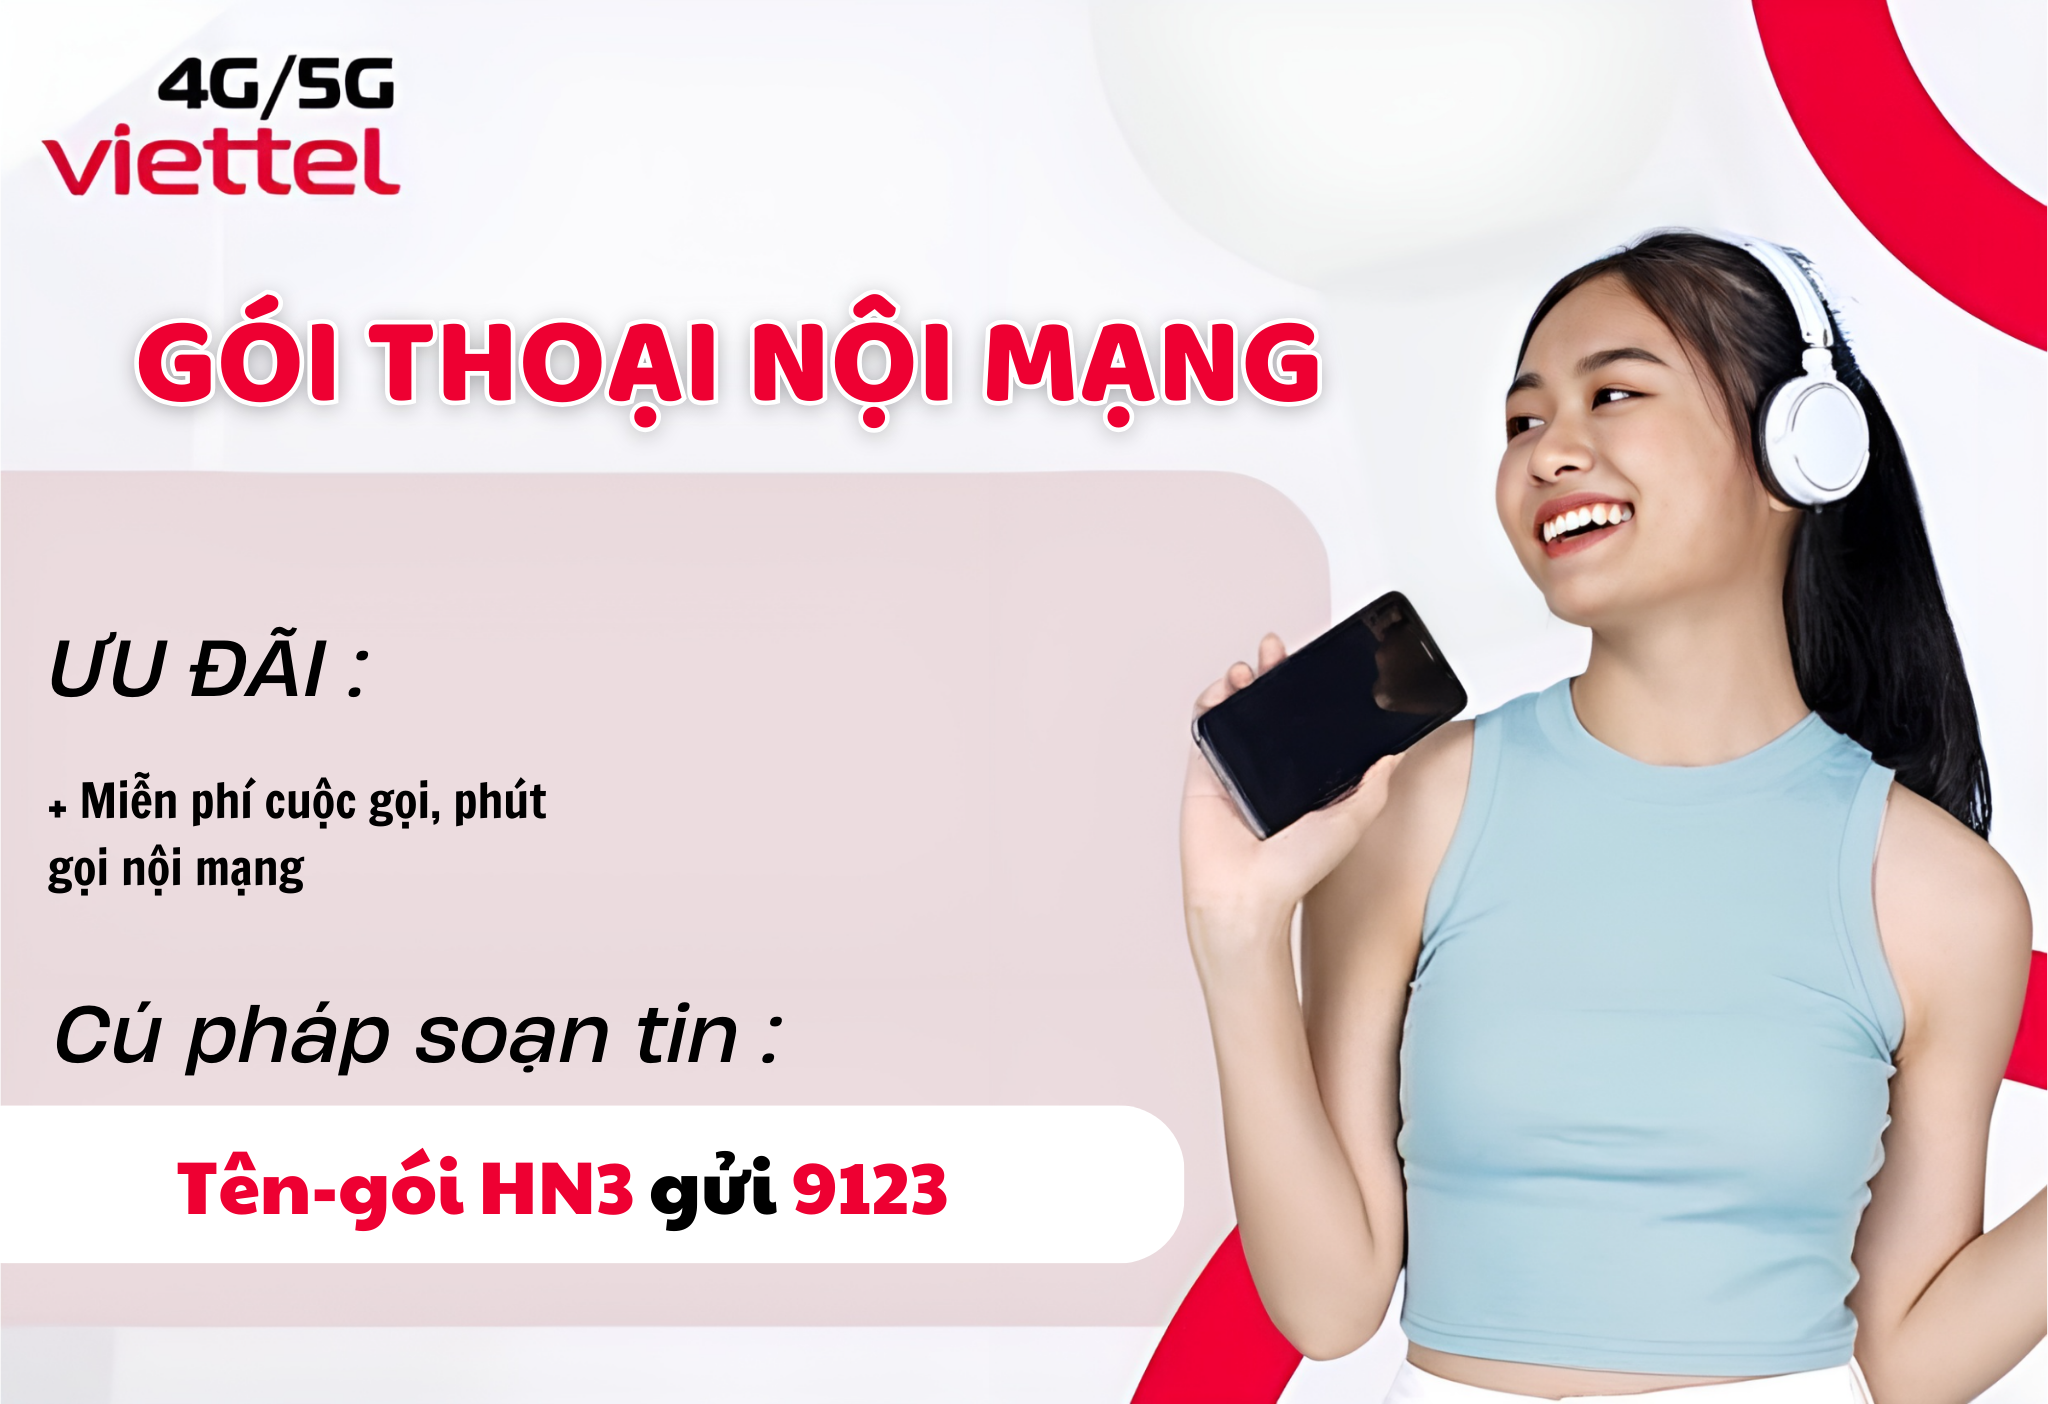 4G/5G
viettel
GÓI THOẠI NỘI MẠNG
ƯU ĐÃI :
+ Miễn phí cuộc gọi, phút
gọi nội mạng
Cú pháp soạn tin :
Tên-gói HN3 gửi 9123